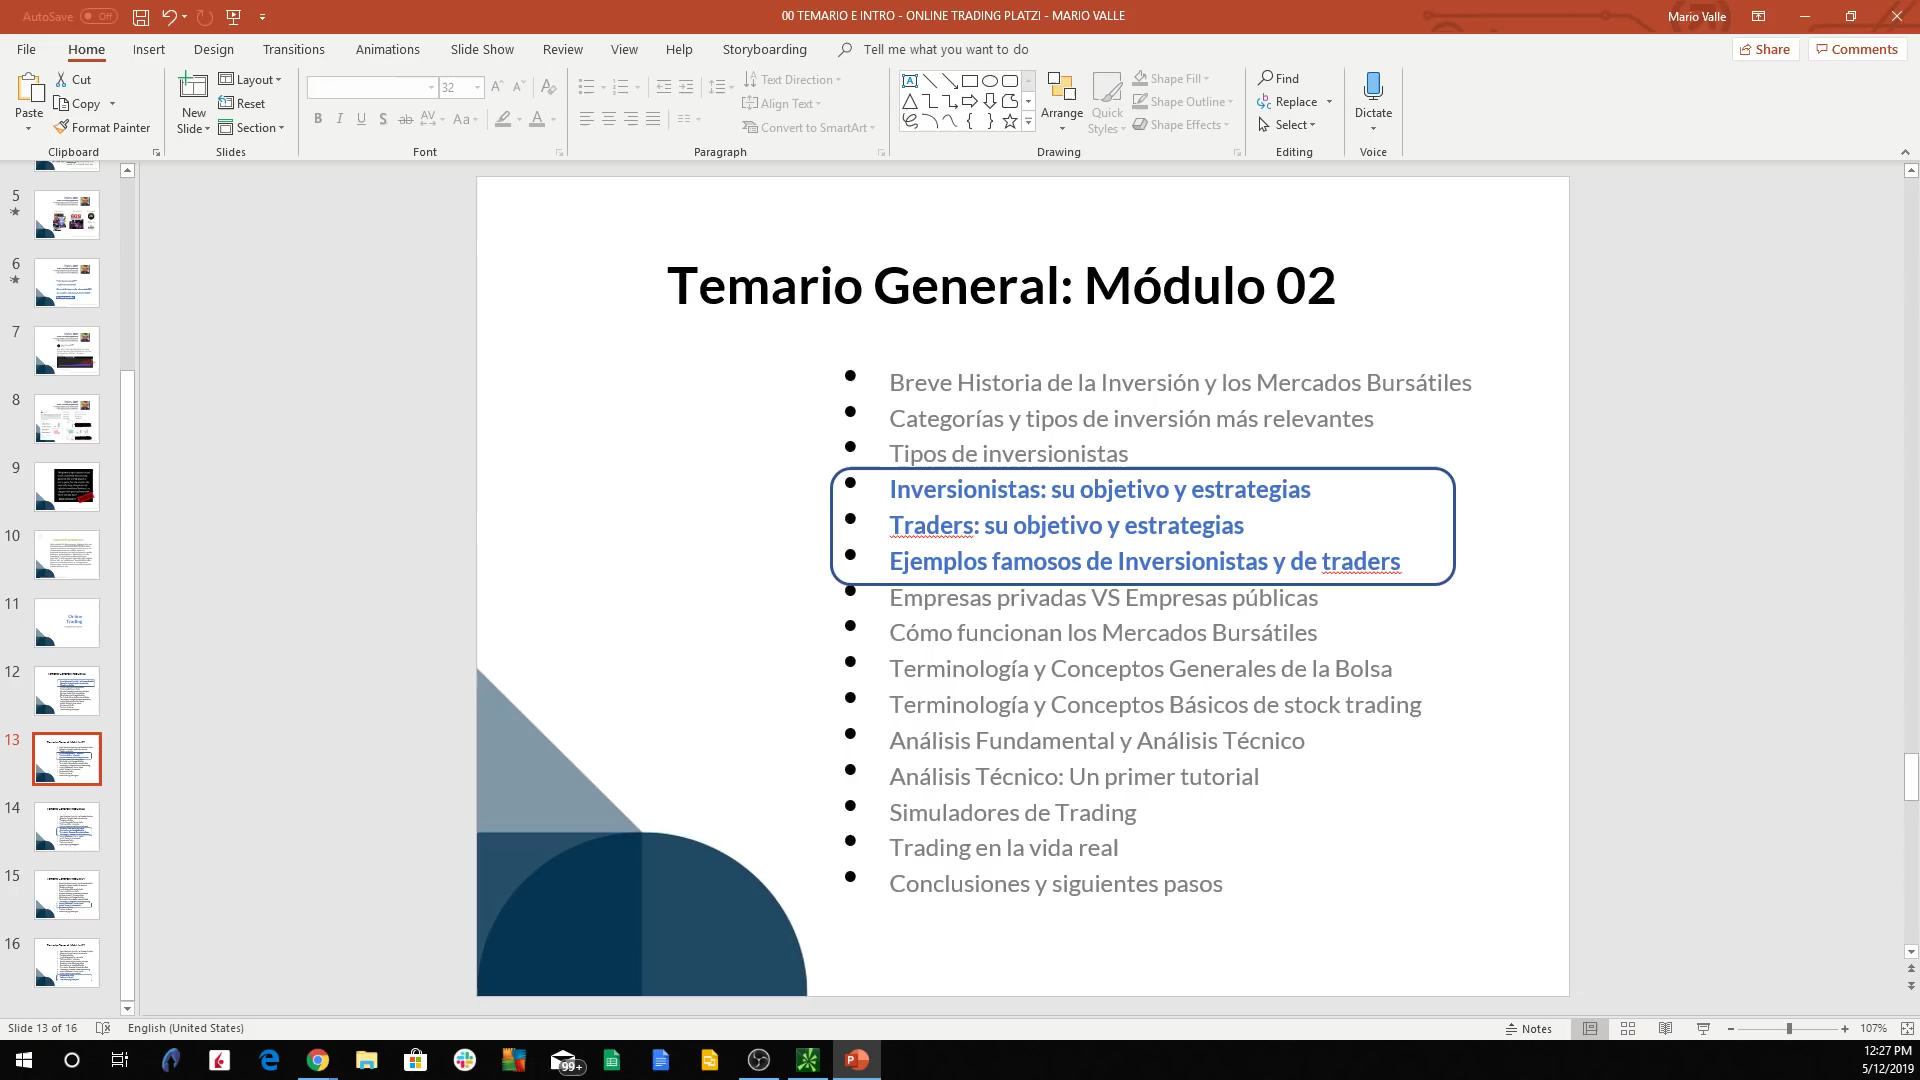 AutoSave Off
00 TEMARIO E INTRO - ONLINE TRADING PLATZI - MARIO VALLE
Mario Valle
File Home Insert Design Transitions Animations Slide Show Review View Help Storyboarding Tell me what you want to do
Share Comments
Paste
Cut
Copy
Format Painter
Clipboard
New Slide
Layout
Reset
Section
Slides
32
B I U S ab AV Aa A
Font
Text Direction
Align Text
Convert to SmartArt
Paragraph
Arrange
Quick Styles
Shape Fill
Shape Outline
Shape Effects
Drawing
Find
Replace
Select
Editing
Dictate
Voice
5
6
7
8
9
10
11
Online
Trading
12
13
14
15
16
Temario General: Módulo 02
• Breve Historia de la Inversión y los Mercados Bursátiles
• Categorías y tipos de inversión más relevantes
• Tipos de inversionistas
• Inversionistas: su objetivo y estrategias
• Traders: su objetivo y estrategias
• Ejemplos famosos de Inversionistas y de traders
• Empresas privadas VS Empresas públicas
• Cómo funcionan los Mercados Bursátiles
• Terminología y Conceptos Generales de la Bolsa
• Terminología y Conceptos Básicos de stock trading
• Análisis Fundamental y Análisis Técnico
• Análisis Técnico: Un primer tutorial
• Simuladores de Trading
• Trading en la vida real
• Conclusiones y siguientes pasos
Slide 13 of 16 English (United States)
Notes
107%
99+
12:27 PM
5/12/2019